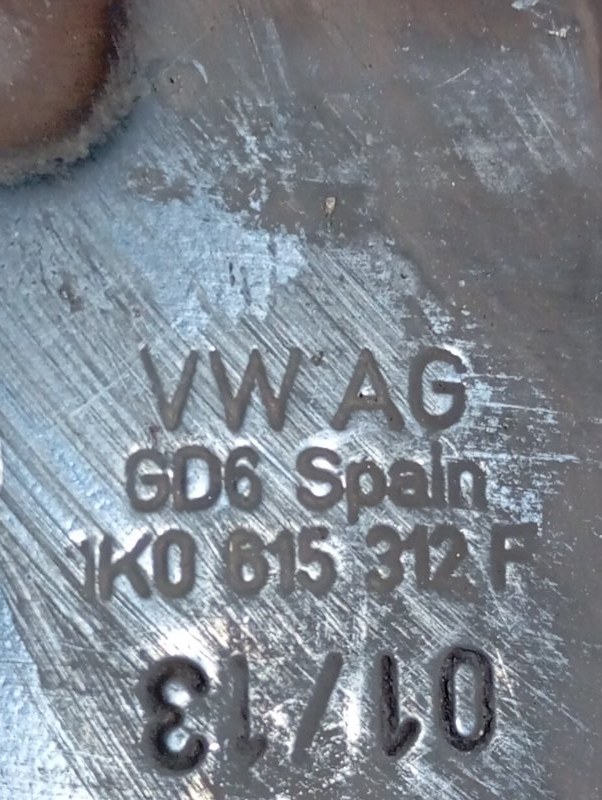 VW AG
GD6 Spain
1K0 615 312 F
01/13